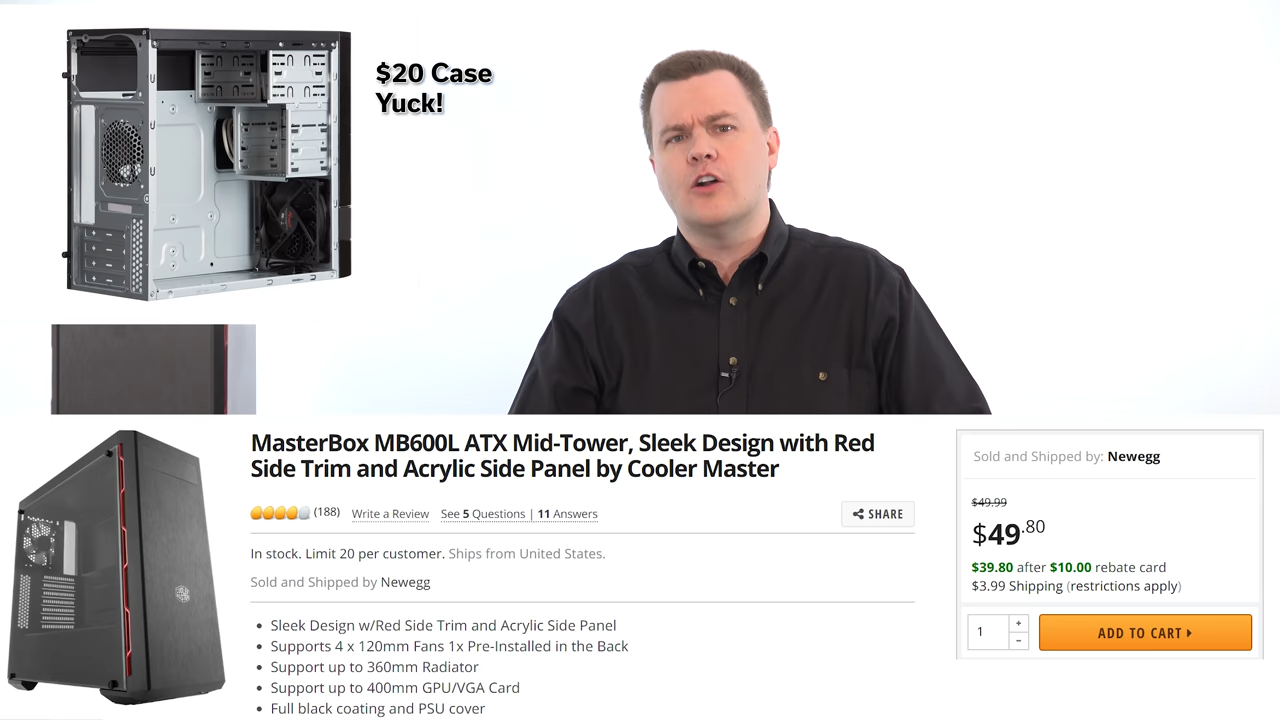 $20 Case
Yuck!
MasterBox MB600L ATX Mid-Tower, Sleek Design with Red
Side Trim and Acrylic Side Panel by Cooler Master
(188) Write a Review See 5 Questions | 11 Answers
SHARE
In stock. Limit 20 per customer. Ships from United States.
Sold and Shipped by Newegg
• Sleek Design w/Red Side Trim and Acrylic Side Panel
• Supports 4 x 120mm Fans 1x Pre-Installed in the Back
• Support up to 360mm Radiator
• Support up to 400mm GPU/VGA Card
• Full black coating and PSU cover
Sold and Shipped by: Newegg
$49.99
$49.80
$39.80 after $10.00 rebate card
$3.99 Shipping (restrictions apply)
1 + −
ADD TO CART